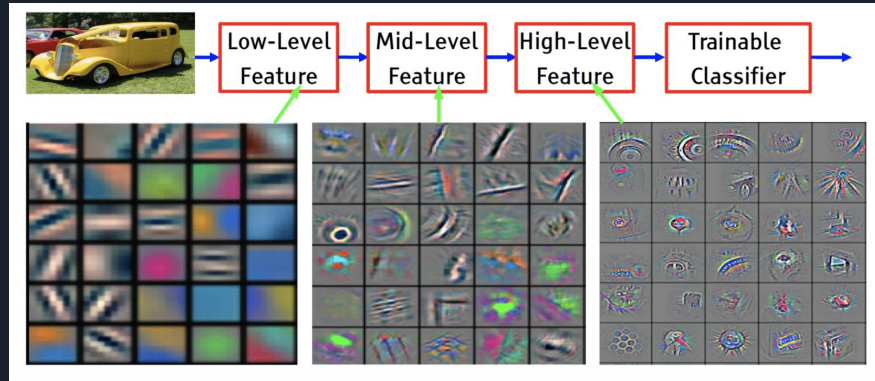 Low-Level
Feature
Mid-Level
Feature
High-Level
Feature
Trainable
Classifier